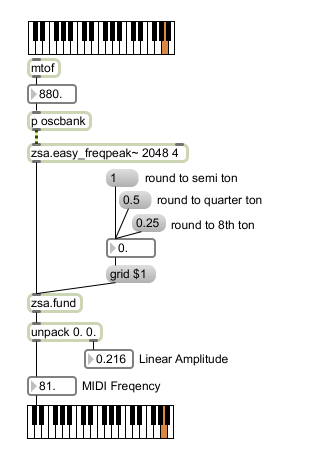 mtof
880.
p oscbank
zsa.easy_freqpeak~ 2048 4
1 round to semi ton
0.5 round to quarter ton
0.25 round to 8th ton
0.
grid $1
zsa.fund
unpack 0. 0.
0.216 Linear Amplitude
81. MIDI Freqency